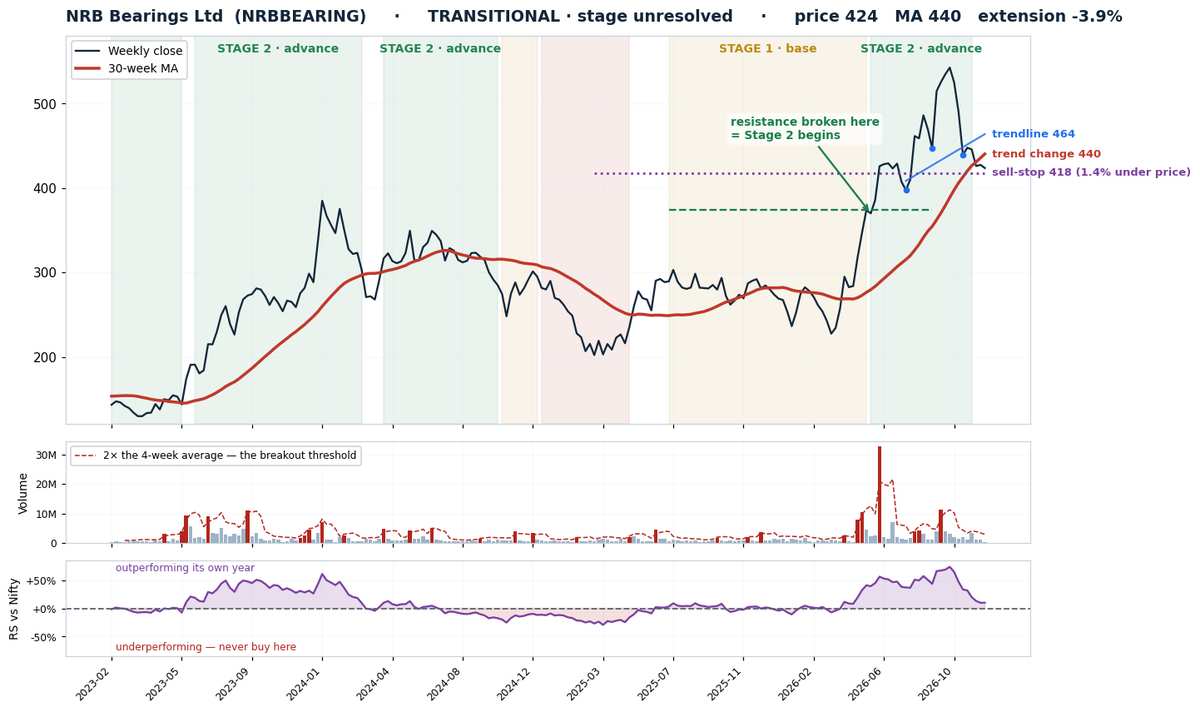 NRB Bearings Ltd  (NRBBEARING)     ·     TRANSITIONAL · stage unresolved     ·     price 424   MA 440   extension -3.9%
Weekly close
30-week MA
STAGE 2 · advance
STAGE 2 · advance
STAGE 1 · base
STAGE 2 · advance
resistance broken here
= Stage 2 begins
trendline 464
trend change 440
sell-stop 418 (1.4% under price)
500
400
300
200
2× the 4-week average — the breakout threshold
Volume
30M
20M
10M
0
outperforming its own year
underperforming — never buy here
RS vs Nifty
+50%
+0%
-50%
2023-02
2023-05
2023-09
2024-01
2024-04
2024-08
2024-12
2025-03
2025-07
2025-11
2026-02
2026-06
2026-10